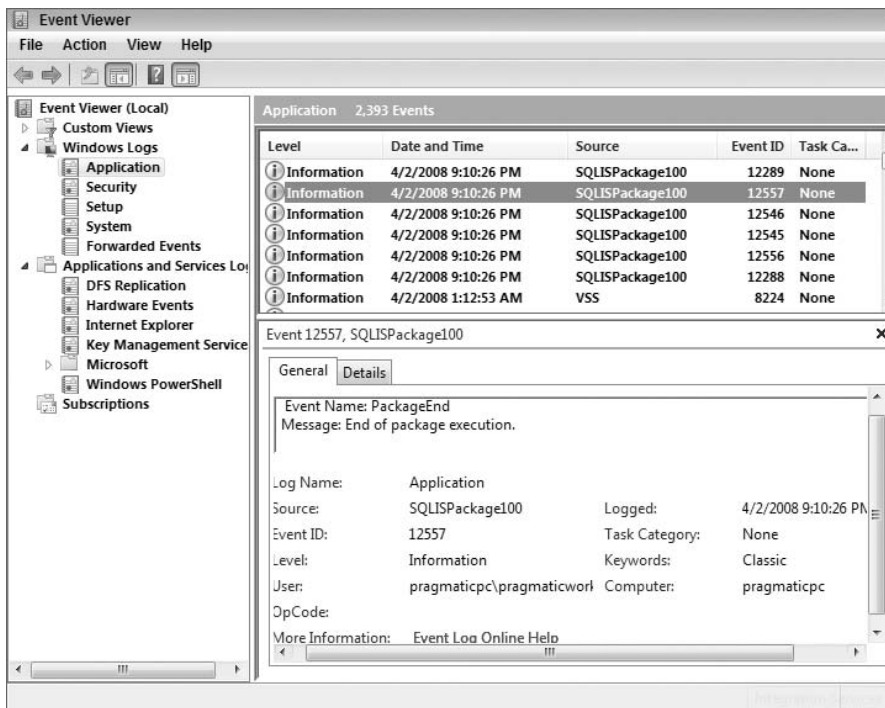 Event Viewer
File Action View Help
Event Viewer (Local)
Custom Views
Windows Logs
Application
Security
Setup
System
Forwarded Events
Applications and Services Lo
DFS Replication
Hardware Events
Internet Explorer
Key Management Service
Microsoft
Windows PowerShell
Subscriptions
Application 2,393 Events
Level Date and Time Source Event ID Task Ca...
Information 4/2/2008 9:10:26 PM SQLISPackage100 12289 None
Information 4/2/2008 9:10:26 PM SQLISPackage100 12557 None
Information 4/2/2008 9:10:26 PM SQLISPackage100 12546 None
Information 4/2/2008 9:10:26 PM SQLISPackage100 12545 None
Information 4/2/2008 9:10:26 PM SQLISPackage100 12556 None
Information 4/2/2008 9:10:26 PM SQLISPackage100 12288 None
Information 4/2/2008 1:12:53 AM VSS 8224 None
Event 12557, SQLISPackage100
General Details
Event Name: PackageEnd
Message: End of package execution.
Log Name: Application
Source: SQLISPackage100 Logged: 4/2/2008 9:10:26 PM
Event ID: 12557 Task Category: None
Level: Information Keywords: Classic
User: pragmaticpc\pragmaticwork Computer: pragmaticpc
OpCode:
More Information: Event Log Online Help